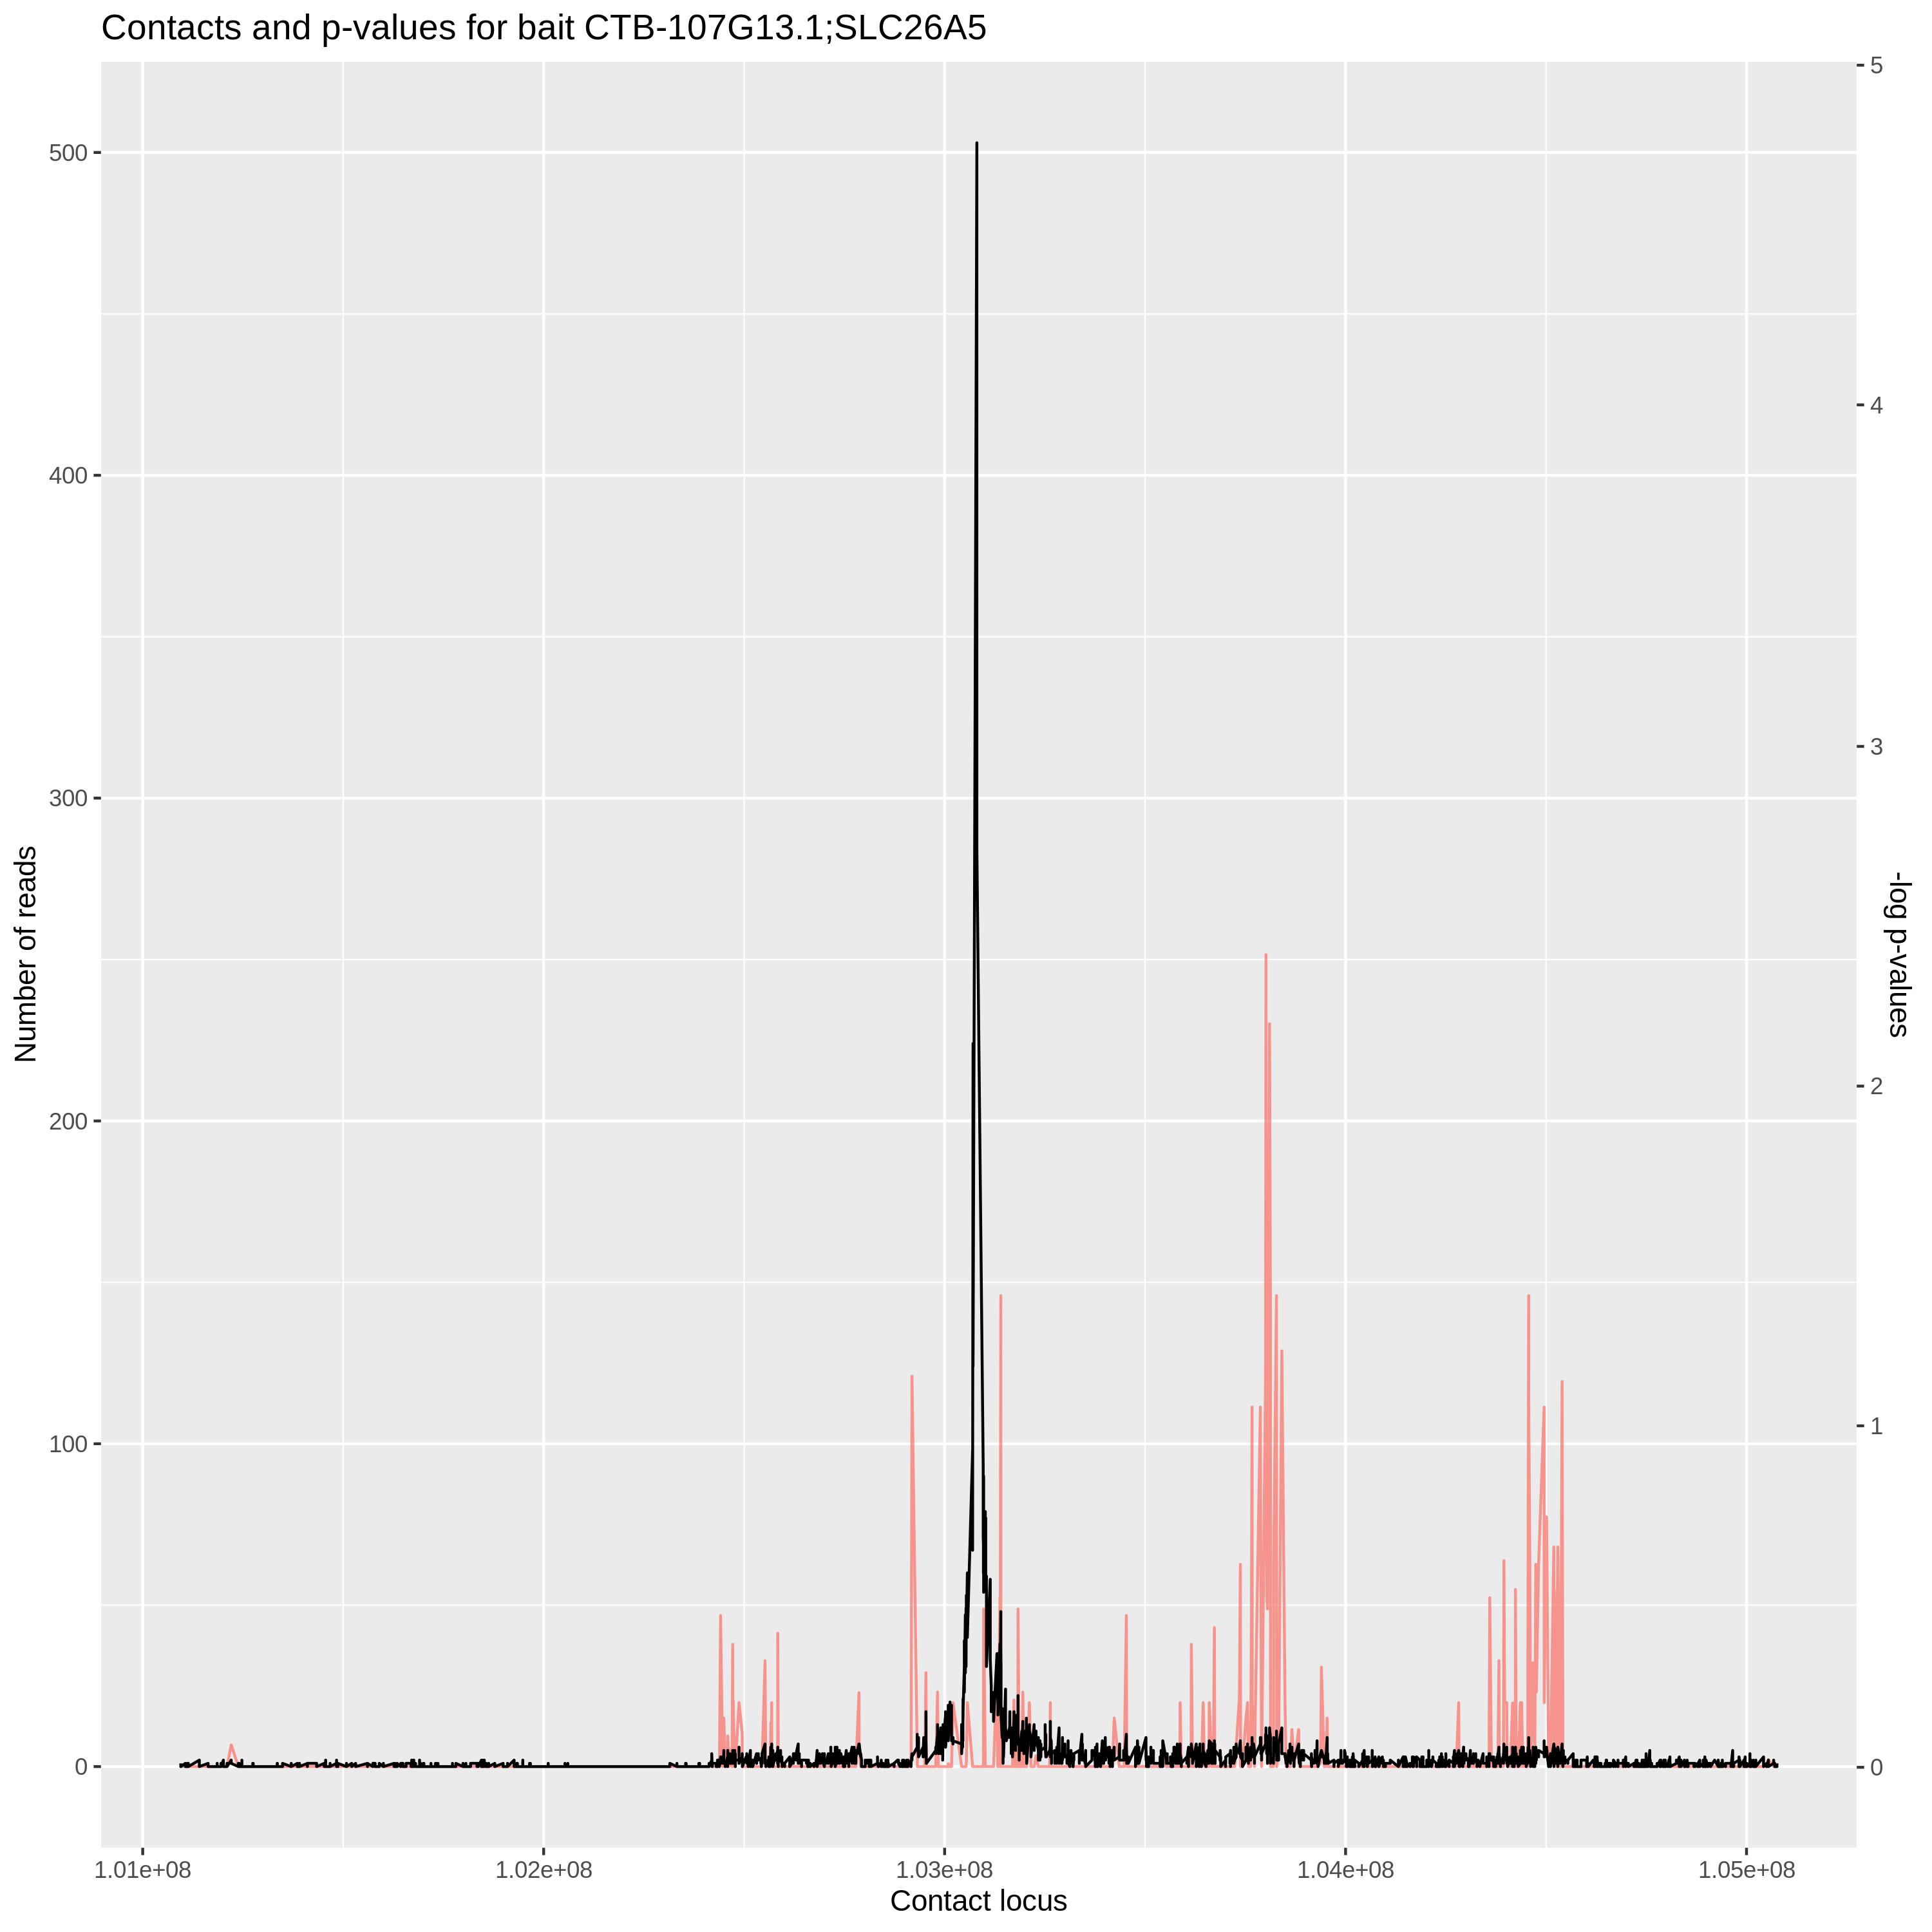 Contacts and p-values for bait CTB-107G13.1;SLC26A5
500
400
300
200
100
0
Number of reads
5
4
3
2
1
0
-log p-values
1.01e+08
1.02e+08
1.03e+08
1.04e+08
1.05e+08
Contact locus